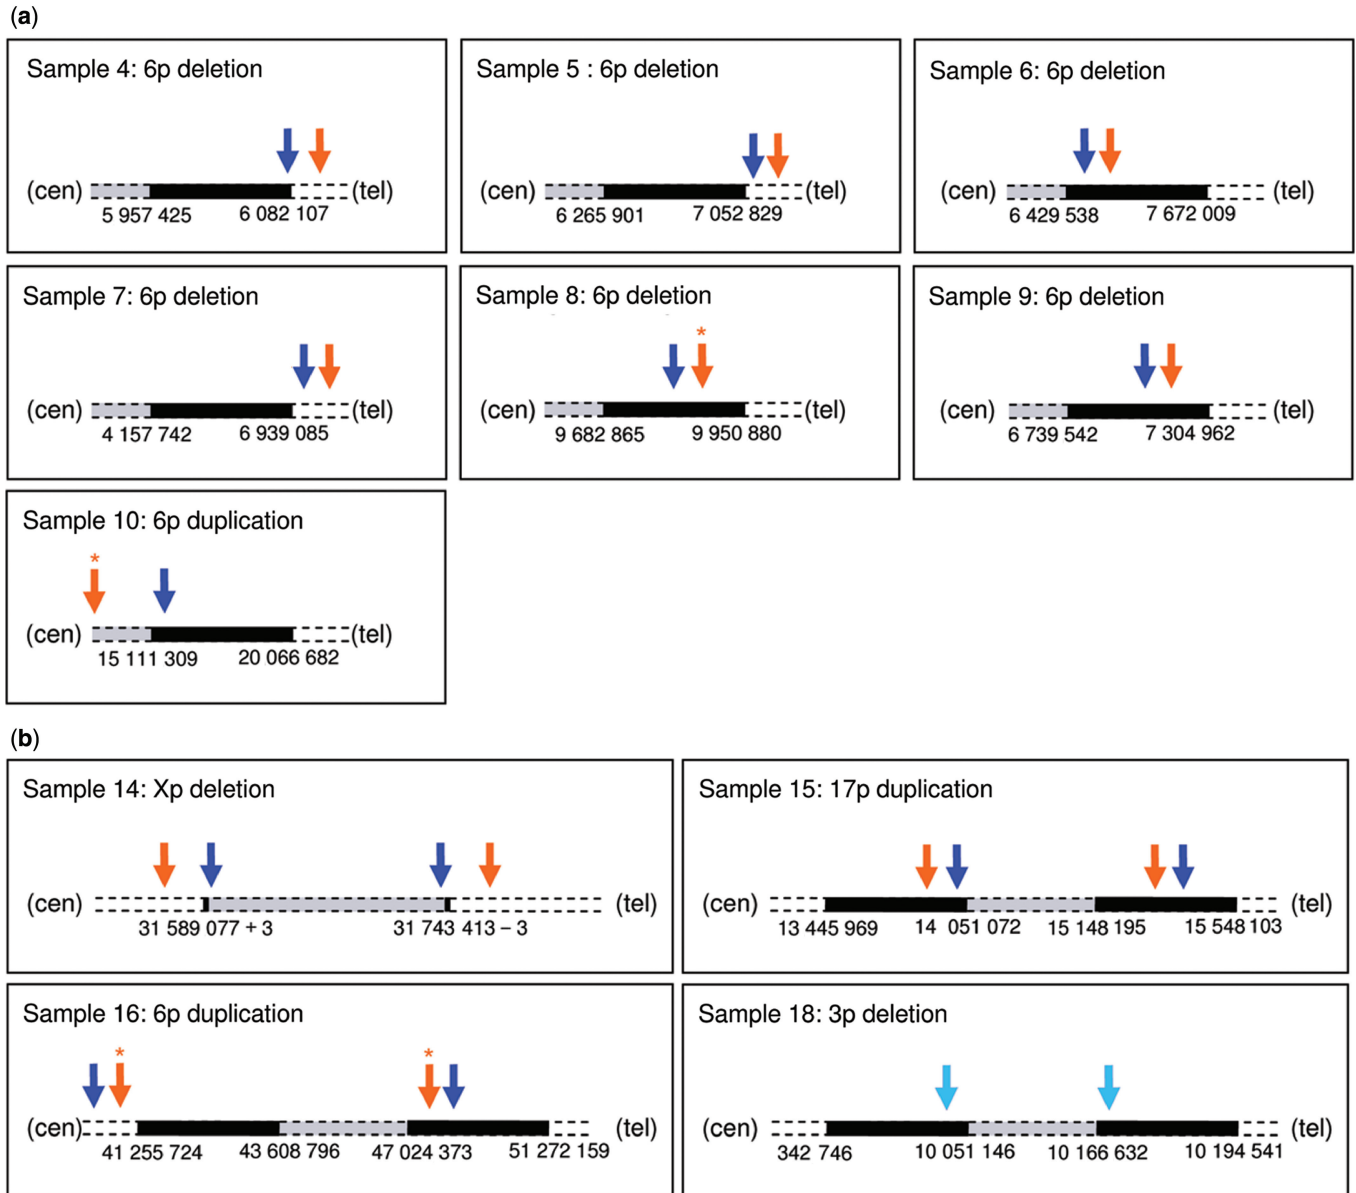 (a)
Sample 4: 6p deletion
*(cen) (tel)
5 957 425 6 082 107
Sample 5 : 6p deletion
(cen) (tel)
6 265 901 7 052 829
Sample 6: 6p deletion
(cen) (tel)
6 429 538 7 672 009
Sample 7: 6p deletion
(cen) (tel)
4 157 742 6 939 085
Sample 8: 6p deletion
*
(cen) (tel)
9 682 865 9 950 880
Sample 9: 6p deletion
(cen) (tel)
6 739 542 7 304 962
Sample 10: 6p duplication
*
(cen) (tel)
15 111 309 20 066 682
(b)
Sample 14: Xp deletion
(cen) (tel)
31 589 077 + 3 31 743 413 – 3
Sample 15: 17p duplication
(cen) (tel)
13 445 969 14 051 072 15 148 195 15 548 103
Sample 16: 6p duplication
* *
(cen) (tel)
41 255 724 43 608 796 47 024 373 51 272 159
Sample 18: 3p deletion
(cen) (tel)
342 746 10 051 146 10 166 632 10 194 541